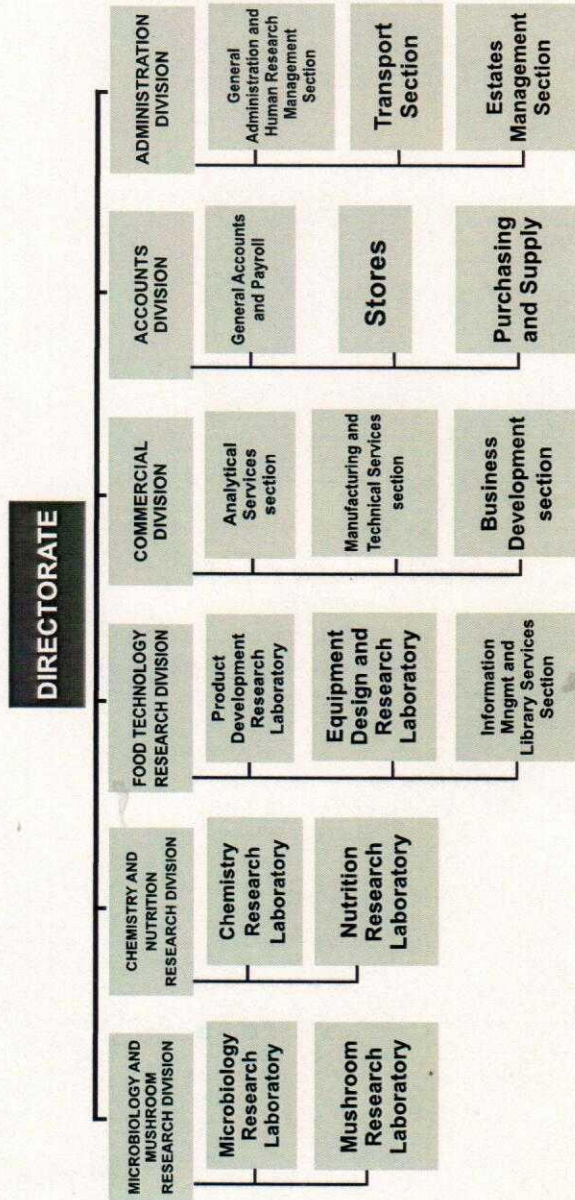 DIRECTORATE
MICROBIOLOGY AND
MUSHROOM
RESEARCH DIVISION
Microbiology
Research
Laboratory
Mushroom
Research
Laboratory
CHEMISTRY AND
NUTRITION
RESEARCH DIVISION
Chemistry
Research
Laboratory
Nutrition
Research
Laboratory
FOOD TECHNOLOGY
RESEARCH DIVISION
Product
Development
Research
Laboratory
Equipment
Design and
Research
Laboratory
Information
Mngmt and
Library Services
Section
COMMERCIAL
DIVISION
Analytical
Services
section
Manufacturing and
Technical Services
section
Business
Development
section
ACCOUNTS
DIVISION
General Accounts
and Payroll
Stores
Purchasing
and Supply
ADMINISTRATION
DIVISION
General
Administration and
Human Research
Management
Section
Transport
Section
Estates
Management
Section